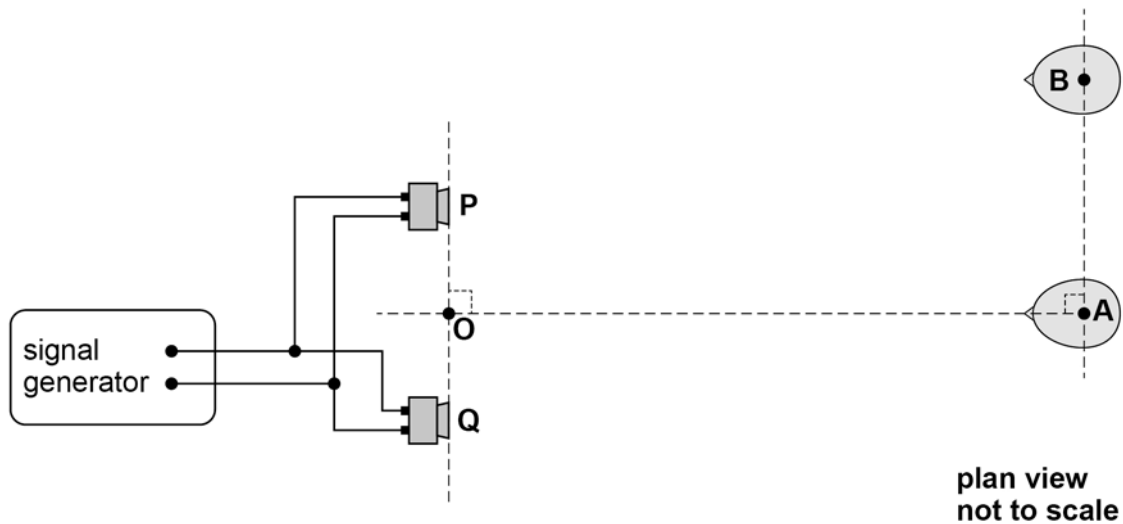 B
P
O
A
signal
generator
Q
plan view
not to scale